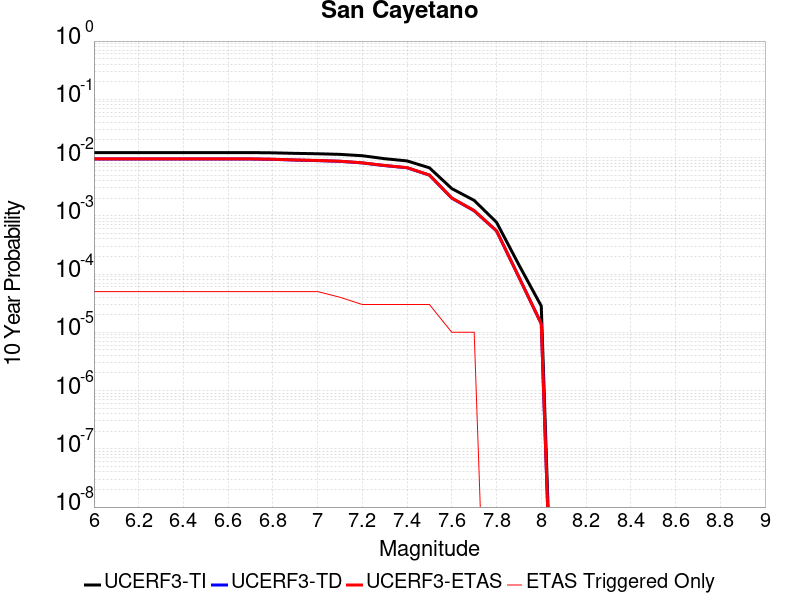 San Cayetano
10^0
10^-1
10^-2
10^-3
10^-4
10^-5
10^-6
10^-7
10^-8
10 Year Probability
6 6.2 6.4 6.6 6.8 7 7.2 7.4 7.6 7.8 8 8.2 8.4 8.6 8.8 9
Magnitude
UCERF3-TI UCERF3-TD UCERF3-ETAS ETAS Triggered Only